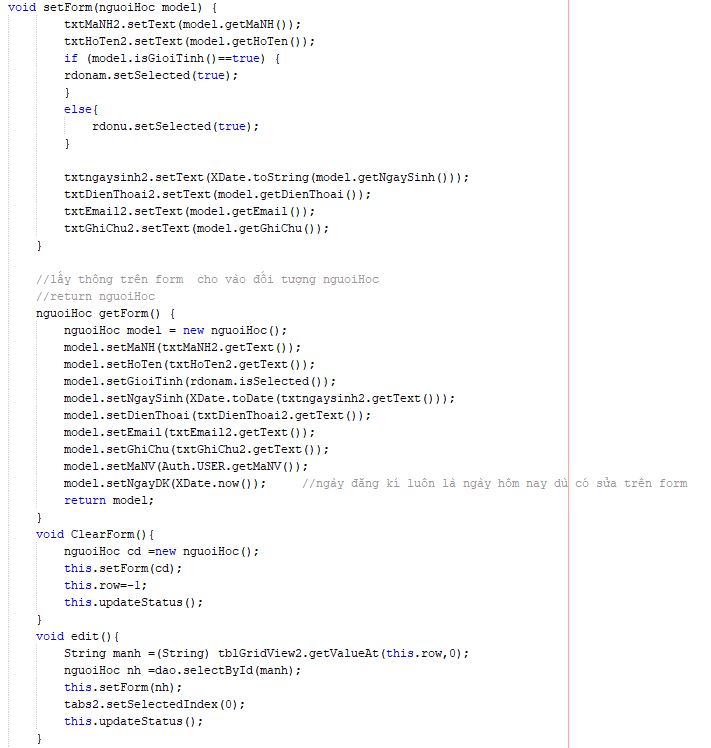 void setForm(nguoiHoc model) {
txtMaNH2.setText(model.getMaNH());
txtHoTen2.setText(model.getHoTen());
if (model.isGioiTinh()==true) {
rdonam.setSelected(true);
}
else{
rdonu.setSelected(true);
}
txtngaysinh2.setText(XDate.toString(model.getNgaySinh()));
txtDienThoai2.setText(model.getDienThoai());
txtEmail2.setText(model.getEmail());
txtGhiChu2.setText(model.getGhiChu());
}
//lấy thông trên form  cho vào đối tượng nguoiHoc
//return nguoiHoc
nguoiHoc getForm() {
nguoiHoc model = new nguoiHoc();
model.setMaNH(txtMaNH2.getText());
model.setHoTen(txtHoTen2.getText());
model.setGioiTinh(rdonam.isSelected());
model.setNgaySinh(XDate.toDate(txtngaysinh2.getText()));
model.setDienThoai(txtDienThoai2.getText());
model.setEmail(txtEmail2.getText());
model.setGhiChu(txtGhiChu2.getText());
model.setMaNV(Auth.USER.getMaNV());
model.setNgayDK(XDate.now());     //ngày đăng kí luôn là ngày hôm nay dù có sửa trên form
return model;
}
void ClearForm(){
nguoiHoc cd =new nguoiHoc();
this.setForm(cd);
this.row=-1;
this.updateStatus();
}
void edit(){
String manh =(String) tblGridView2.getValueAt(this.row,0);
nguoiHoc nh =dao.selectById(manh);
this.setForm(nh);
tabs2.setSelectedIndex(0);
this.updateStatus();
}